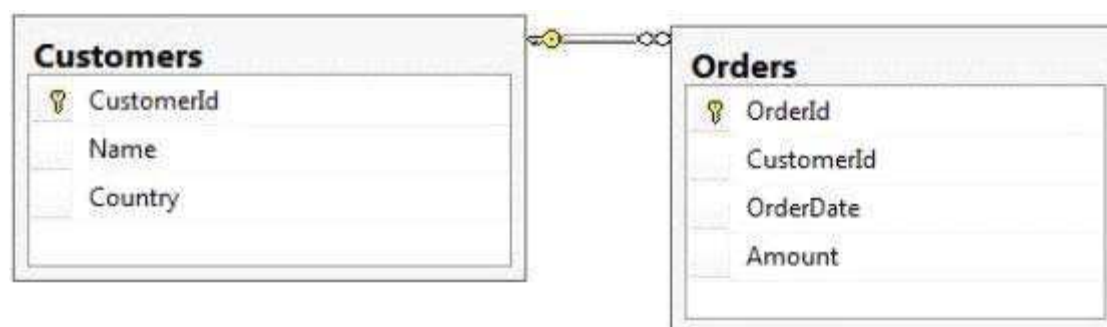 Customers
CustomerId
Name
Country
Orders
OrderId
CustomerId
OrderDate
Amount